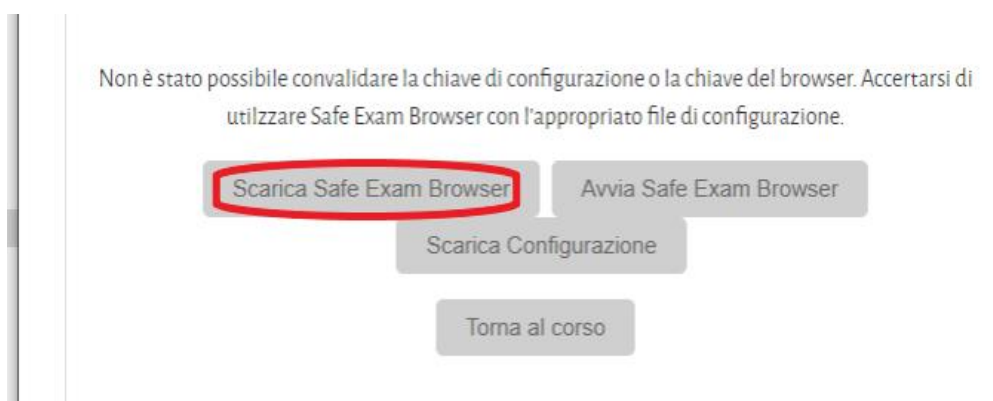 Non è stato possibile convalidare la chiave di configurazione o la chiave del browser. Accertarsi di
utilzzare Safe Exam Browser con l'appropriato file di configurazione.
Scarica Safe Exam Browser Avvia Safe Exam Browser
Scarica Configurazione
Torna al corso